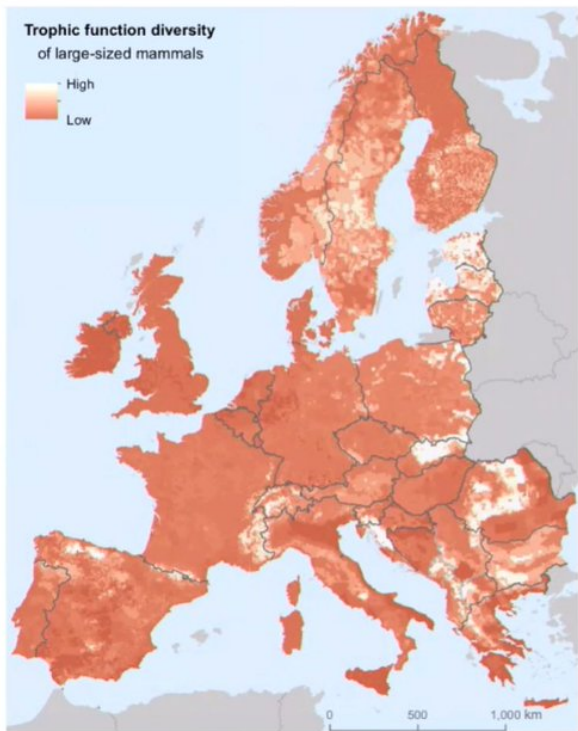 Trophic function diversity
of large-sized mammals
High
Low
0 500 1,000 km